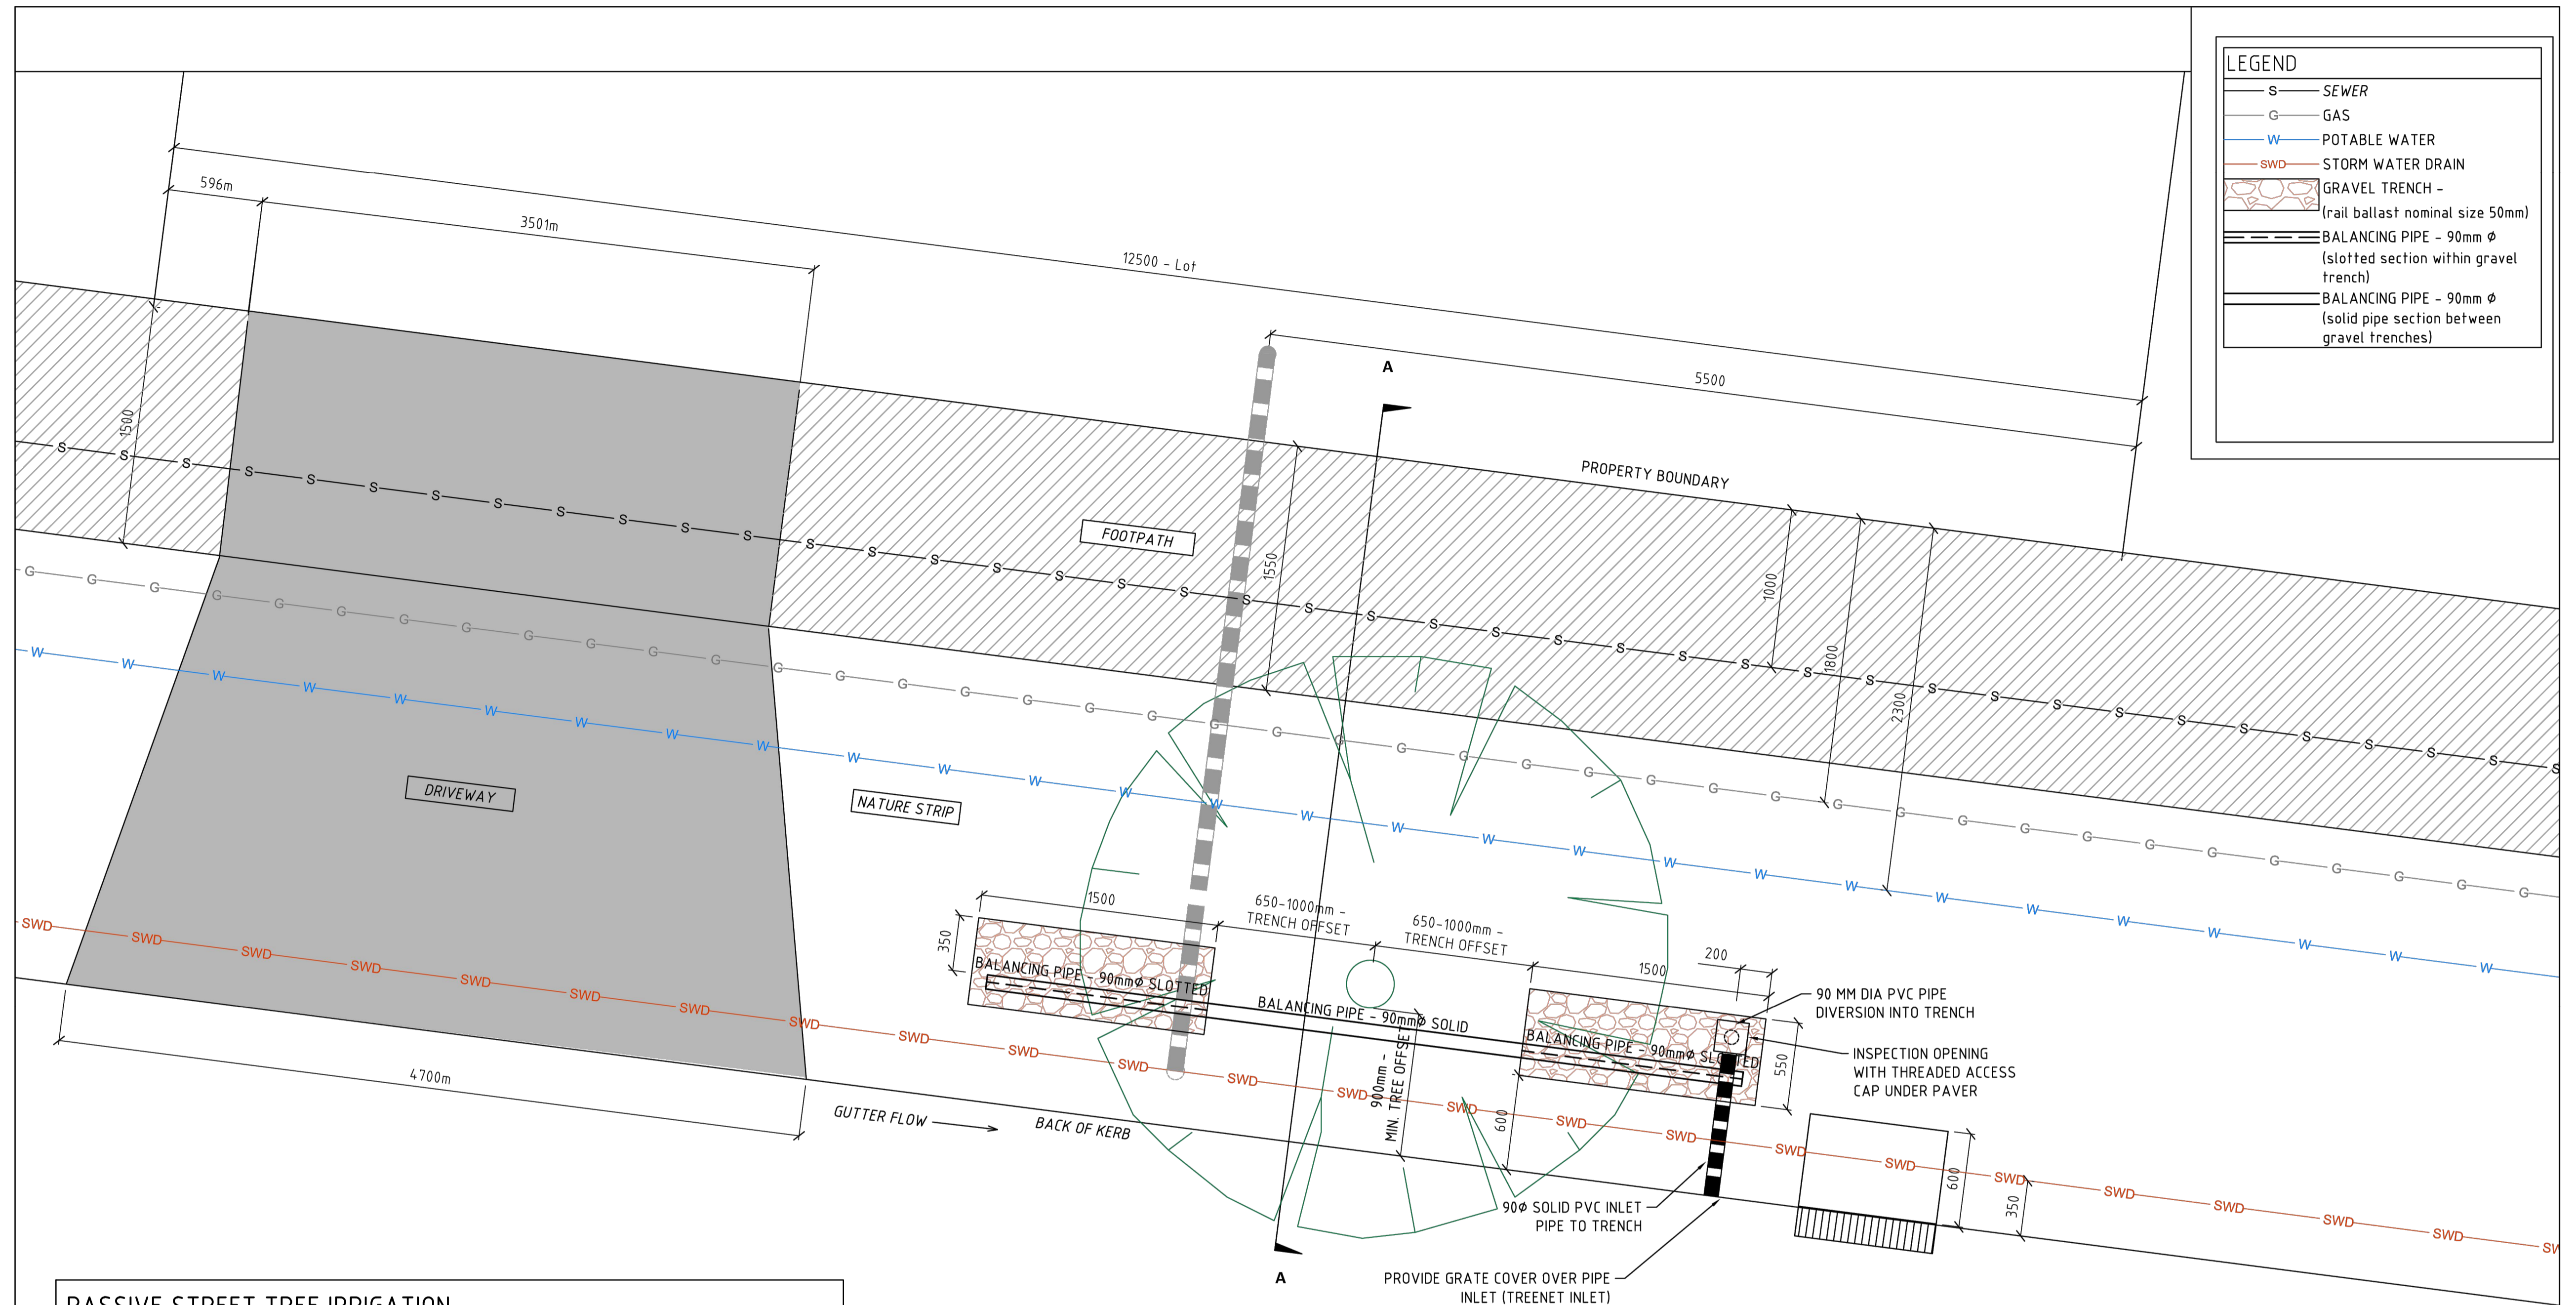 LEGEND
S SEWER
G GAS
W POTABLE WATER
SWD STORM WATER DRAIN
GRAVEL TRENCH -
(rail ballast nominal size 50mm)
BALANCING PIPE - 90mm Ø
(slotted section within gravel
trench)
BALANCING PIPE - 90mm Ø
(solid pipe section between
gravel trenches)
596m
3501m
12500 - Lot
5500
A
1500
PROPERTY BOUNDARY
FOOTPATH
1550
1000
1800
2300
DRIVEWAY
NATURE STRIP
1500
350
650-1000mm -
TRENCH OFFSET
650-1000mm -
TRENCH OFFSET
1500
200
BALANCING PIPE - 90mmØ SLOTTED
BALANCING PIPE - 90mmØ SOLID
BALANCING PIPE - 90mmØ SLOTTED
90 MM DIA PVC PIPE
DIVERSION INTO TRENCH
INSPECTION OPENING
WITH THREADED ACCESS
CAP UNDER PAVER
550
900mm -
MIN. TREE OFFSET
600
4700m
GUTTER FLOW
BACK OF KERB
600
350
90Ø SOLID PVC INLET
PIPE TO TRENCH
A
PROVIDE GRATE COVER OVER PIPE
INLET (TREENET INLET)
PASSIVE STREET TREE IRRIGATION